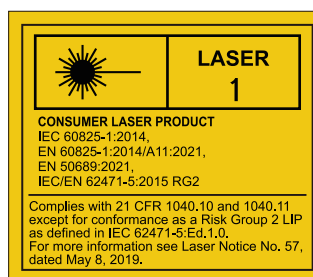 LASER
1
CONSUMER LASER PRODUCT
IEC 60825-1:2014,
EN 60825-1:2014/A11:2021,
EN 50689:2021,
IEC/EN 62471-5:2015 RG2
Complies with 21 CFR 1040.10 and 1040.11
except for conformance as a Risk Group 2 LIP
as defined in IEC 62471-5:Ed.1.0.
For more information see Laser Notice No. 57,
dated May 8, 2019.